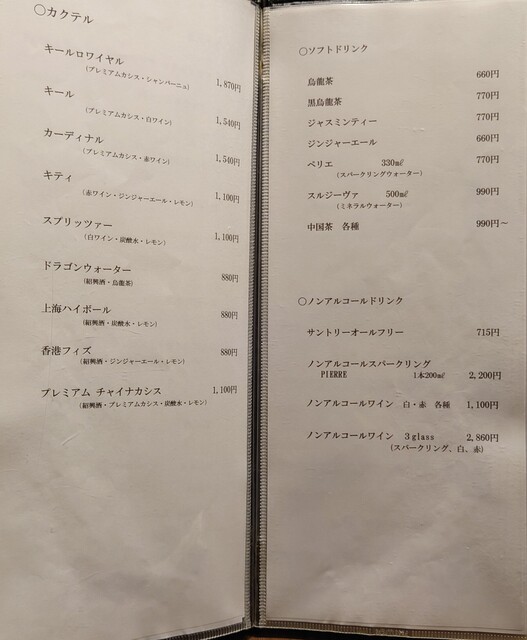 ○カクテル
キールロワイヤル
(プレミアムカシス・シャンパーニュ) 1,870円
キール
(プレミアムカシス・白ワイン) 1,540円
カーディナル
(プレミアムカシス・赤ワイン) 1,540円
キティ
(赤ワイン・ジンジャーエール・レモン) 1,100円
スプリッツァー
(白ワイン・炭酸水・レモン) 1,100円
ドラゴンウォーター 880円
(紹興酒・烏龍茶)
上海ハイボール 880円
(紹興酒・炭酸水・レモン)
香港フィズ 880円
(紹興酒・ジンジャーエール・レモン)
プレミアム チャイナカシス 1,100円
(紹興酒・プレミアムカシス・炭酸水・レモン)
○ソフトドリンク
烏龍茶 660円
黒烏龍茶 770円
ジャスミンティー 770円
ジンジャーエール 660円
ペリエ 330㎖ 770円
(スパークリングウォーター)
スルジーヴァ 500㎖ 990円
(ミネラルウォーター)
中国茶 各種 990円～
○ノンアルコールドリンク
サントリーオールフリー 715円
ノンアルコールスパークリング
PIERRE 1本200㎖ 2,200円
ノンアルコールワイン 白・赤 各種 1,100円
ノンアルコールワイン 3glass 2,860円
(スパークリング、白、赤)